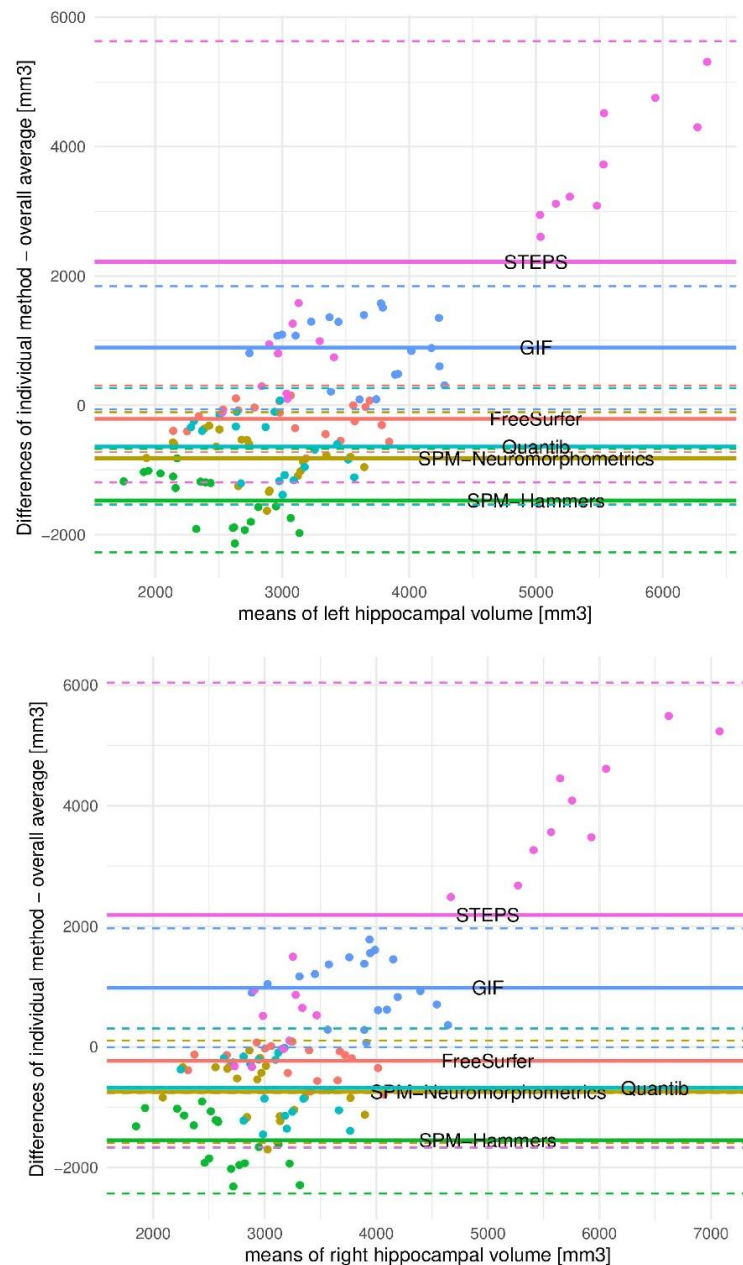 6000
4000
2000
0
−2000
Differences of individual method − overall average [mm3]
STEPS
GIF
FreeSurfer
Quantib
SPM−Neuromorphometrics
SPM−Hammers
2000 3000 4000 5000 6000
means of left hippocampal volume [mm3]
6000
4000
2000
0
−2000
Differences of individual method − overall average [mm3]
STEPS
GIF
FreeSurfer
SPM−Neuromorphometrics Quantib
SPM−Hammers
2000 3000 4000 5000 6000 7000
means of right hippocampal volume [mm3]